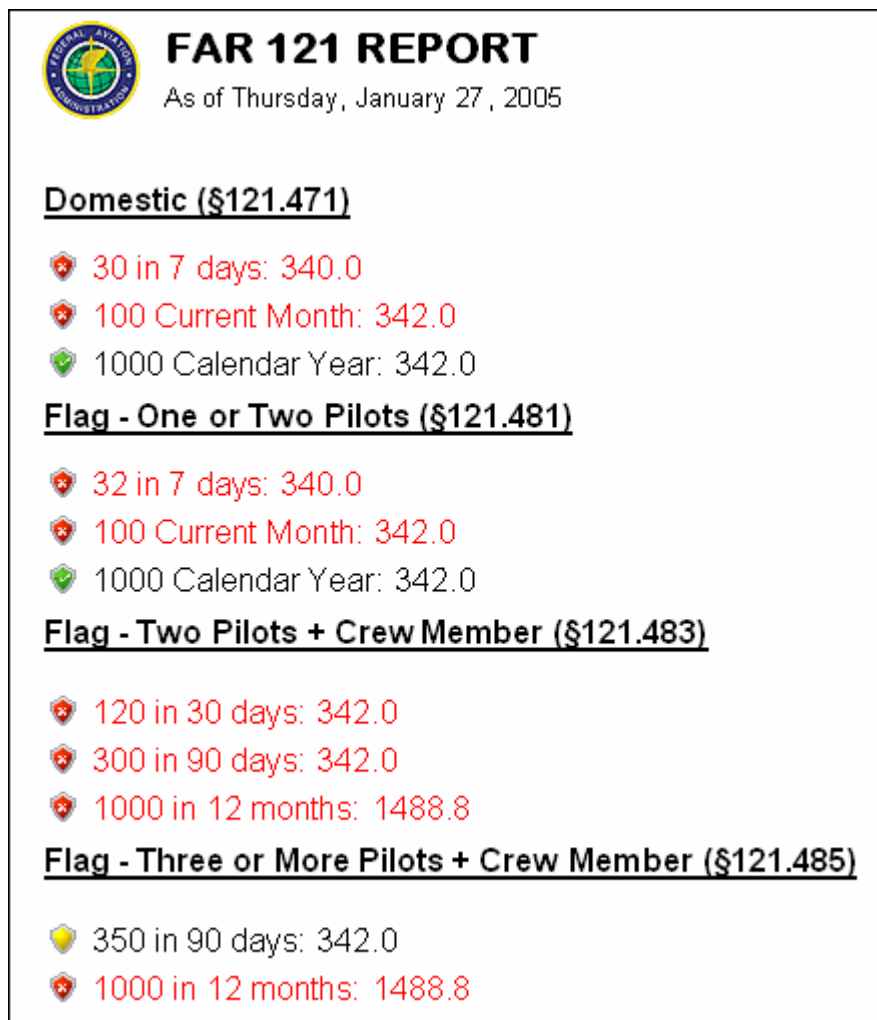 FEDERAL AVIATION
ADMINISTRATION
FAR 121 REPORT
As of Thursday, January 27, 2005
Domestic (§121.471)
30 in 7 days: 340.0
100 Current Month: 342.0
1000 Calendar Year: 342.0
Flag - One or Two Pilots (§121.481)
32 in 7 days: 340.0
100 Current Month: 342.0
1000 Calendar Year: 342.0
Flag - Two Pilots + Crew Member (§121.483)
120 in 30 days: 342.0
300 in 90 days: 342.0
1000 in 12 months: 1488.8
Flag - Three or More Pilots + Crew Member (§121.485)
350 in 90 days: 342.0
1000 in 12 months: 1488.8